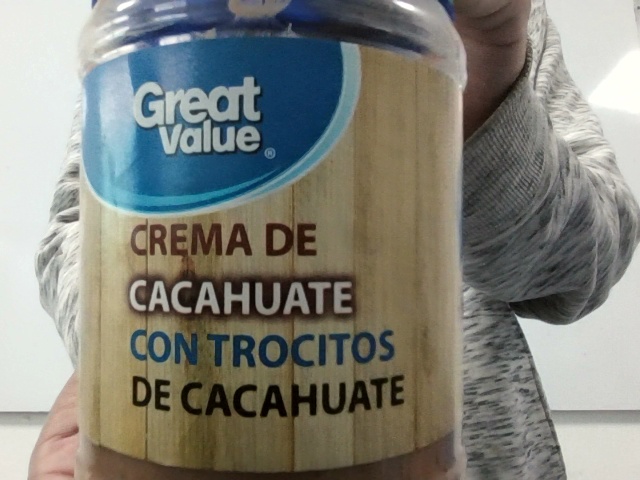 Great
Value®
CREMA DE
CACAHUATE
CON TROCITOS
DE CACAHUATE